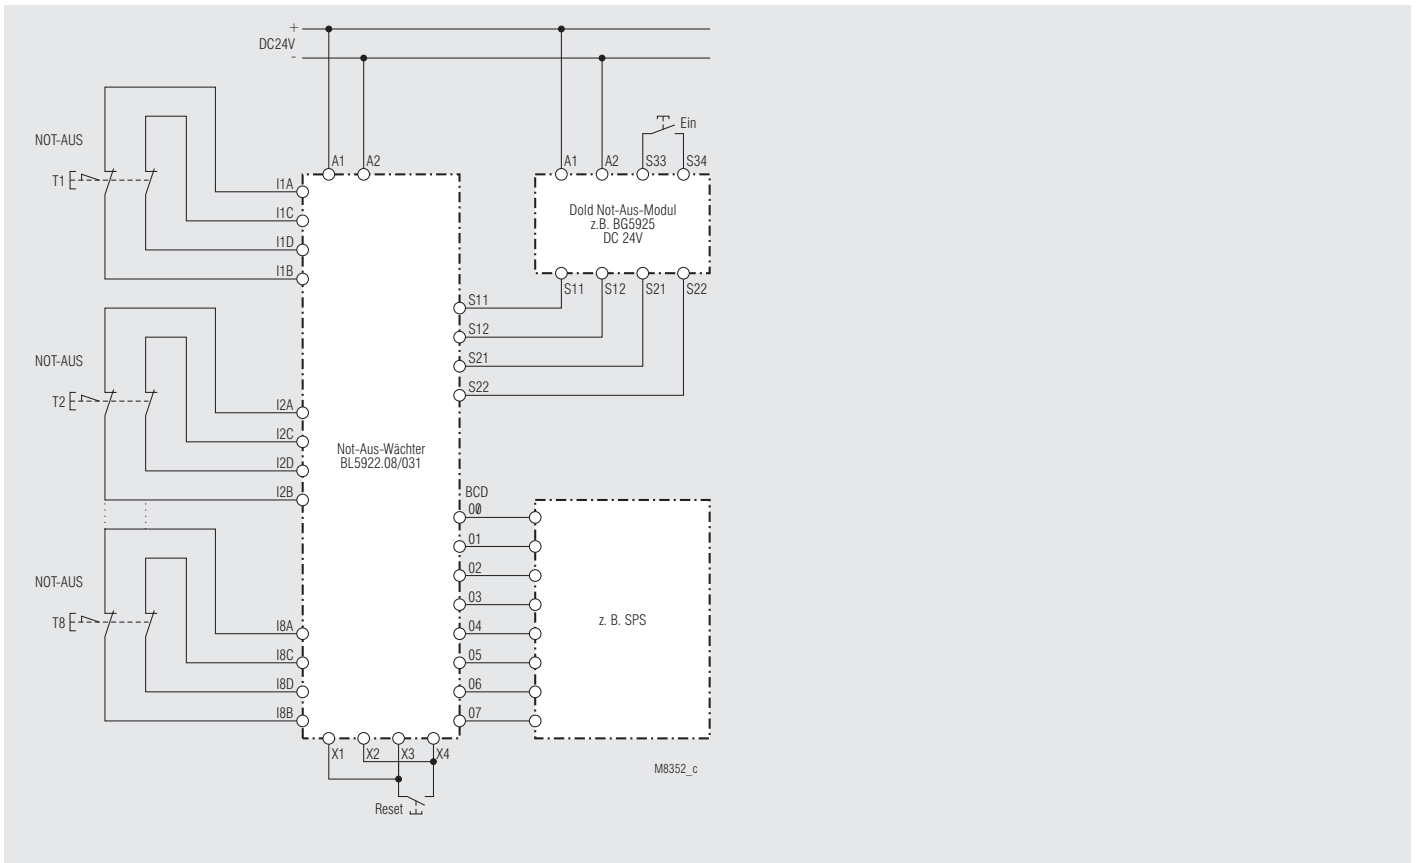 +
DC24V
-
Ein
NOT-AUS
A1 A2 A1 A2 S33 S34
T1
I1A
Dold Not-Aus-Modul
z.B. BG5925
DC 24V
I1C
I1D
I1B
S11 S12 S21 S22
S11
S12
NOT-AUS
S21
S22
T2
I2A
I2C
Not-Aus-Wächter
BL5922.08/031
I2D
I2B
BCD
00
01
02
NOT-AUS
03
T8
z. B. SPS
I8A
04
I8C
05
I8D
06
I8B
07
X1 X2 X3 X4
M8352_c
Reset